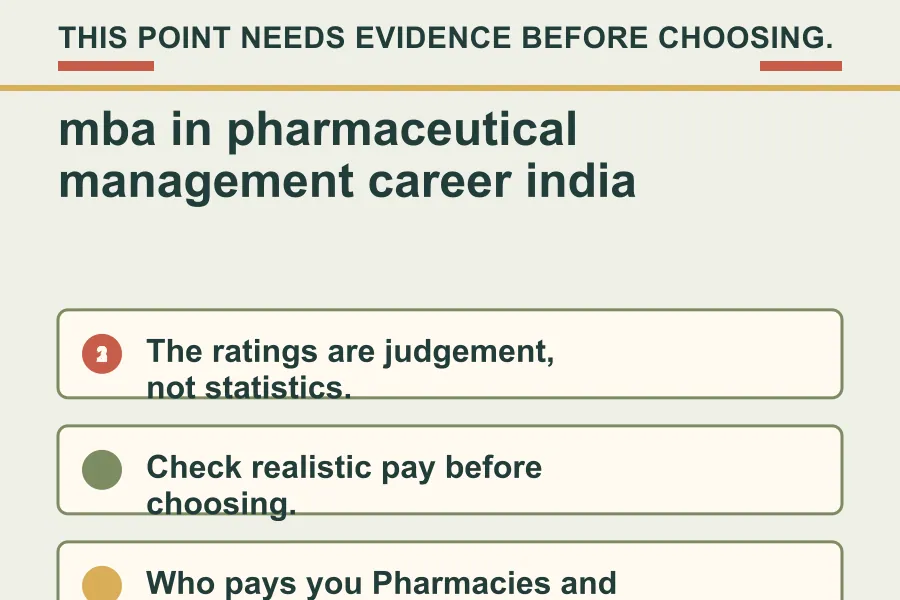 THIS POINT NEEDS EVIDENCE BEFORE CHOOSING.
mba in pharmaceutical
management career india
The ratings are judgement,
not statistics.
Check realistic pay before
choosing.
Who pays you Pharmacies and